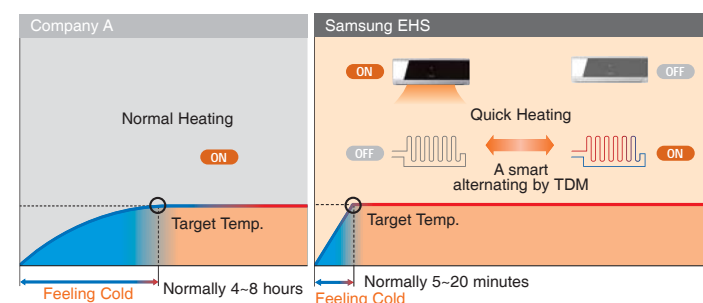 Company A
Normal Heating
ON
Target Temp.
Feeling Cold
Normally 4~8 hours
Samsung EHS
ON
OFF
Quick Heating
OFF
ON
A smart
alternating by TDM
Target Temp.
Normally 5~20 minutes
Feeling Cold